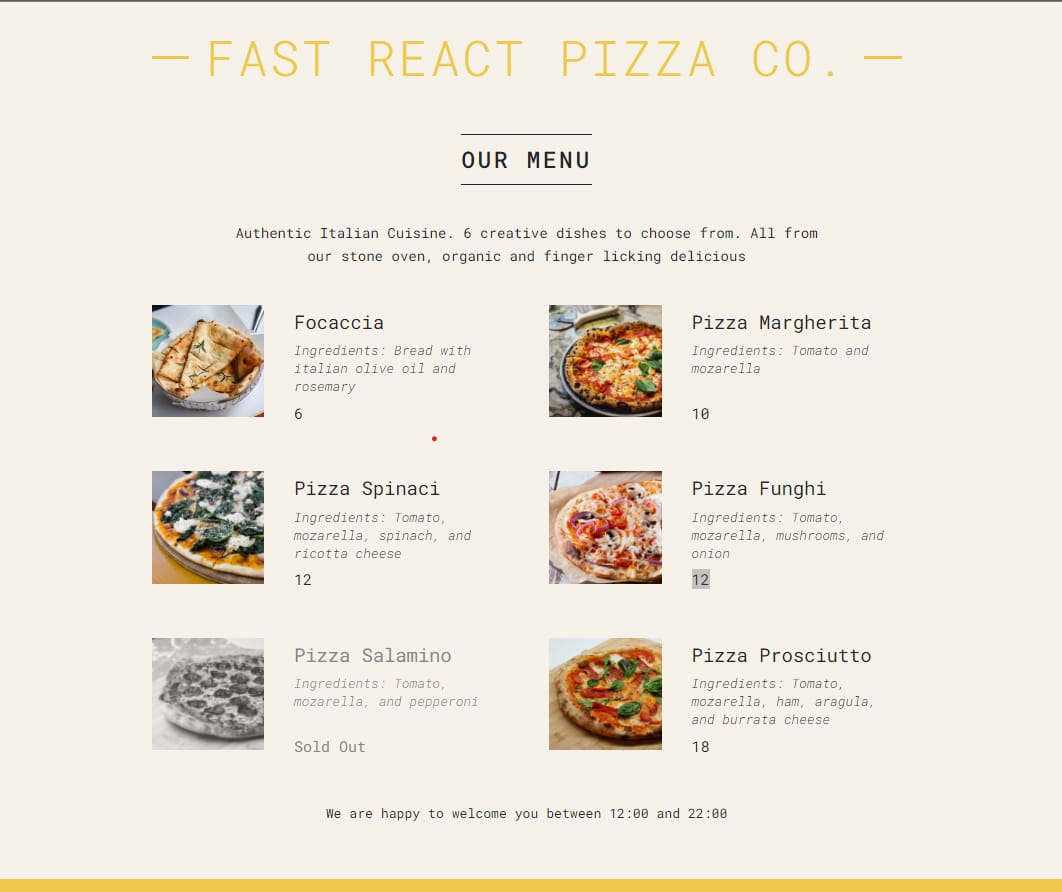 FAST REACT PIZZA CO.
OUR MENU
Authentic Italian Cuisine. 6 creative dishes to choose from. All from
our stone oven, organic and finger licking delicious
Focaccia
Ingredients: Bread with
italian olive oil and
rosemary
6
Pizza Margherita
Ingredients: Tomato and
mozarella
10
Pizza Spinaci
Ingredients: Tomato,
mozarella, spinach, and
ricotta cheese
12
Pizza Funghi
Ingredients: Tomato,
mozarella, mushrooms, and
onion
12
Pizza Salamino
Ingredients: Tomato,
mozarella, and pepperoni
Sold Out
Pizza Prosciutto
Ingredients: Tomato,
mozarella, ham, aragula,
and burrata cheese
18
We are happy to welcome you between 12:00 and 22:00